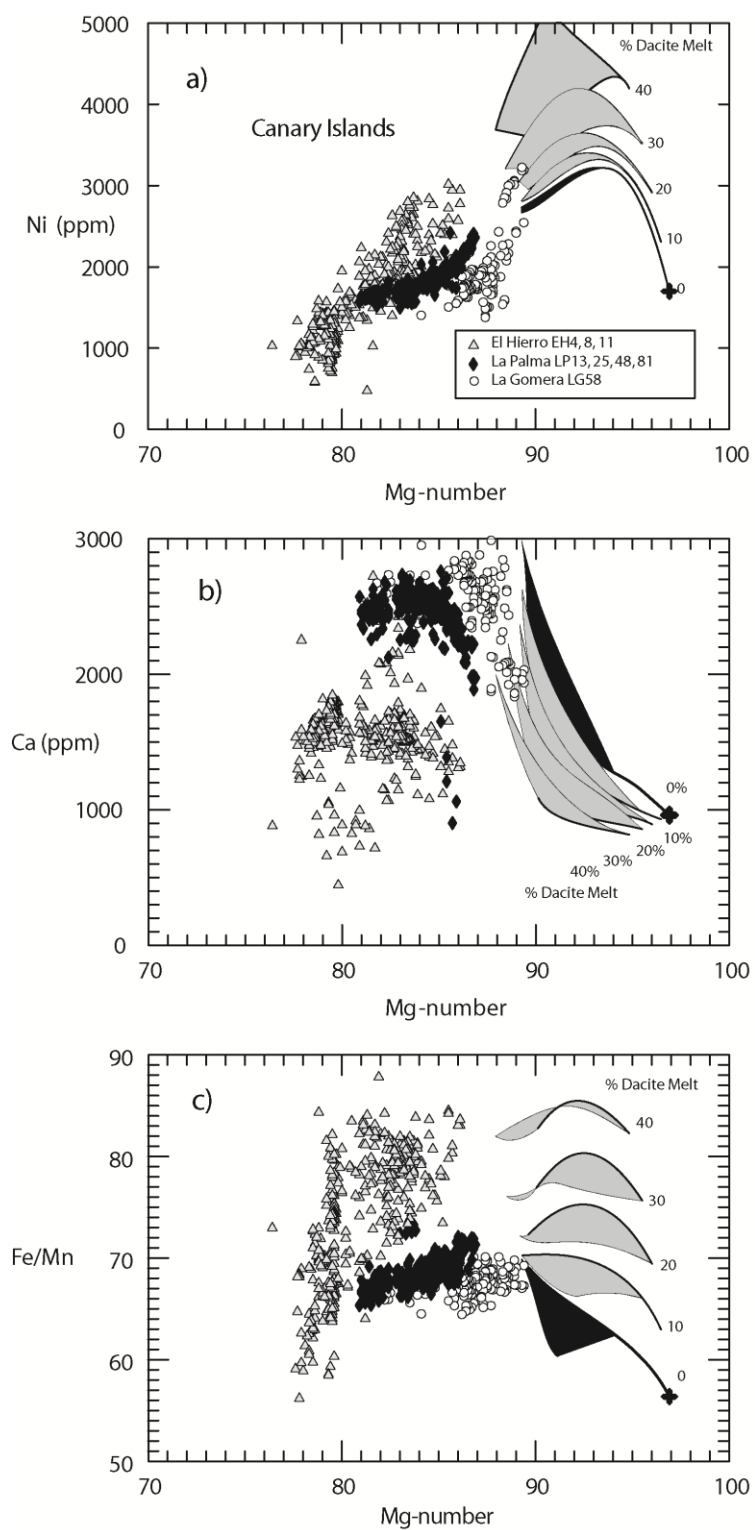 5000
a)
% Dacite Melt
40
4000
Canary Islands
30
3000
20
Ni (ppm)
10
2000
0
El Hierro EH4, 8, 11
1000
La Palma LP13, 25, 48, 81
La Gomera LG58
0
70 80 90 100
Mg-number
3000
b)
2000
Ca (ppm)
0%
1000
10%
20%
30%
40%
% Dacite Melt
0
70 80 90 100
Mg-number
90
c)
% Dacite Melt
40
80
30
Fe/Mn
70
20
10
60
0
50
70 80 90 100
Mg-number